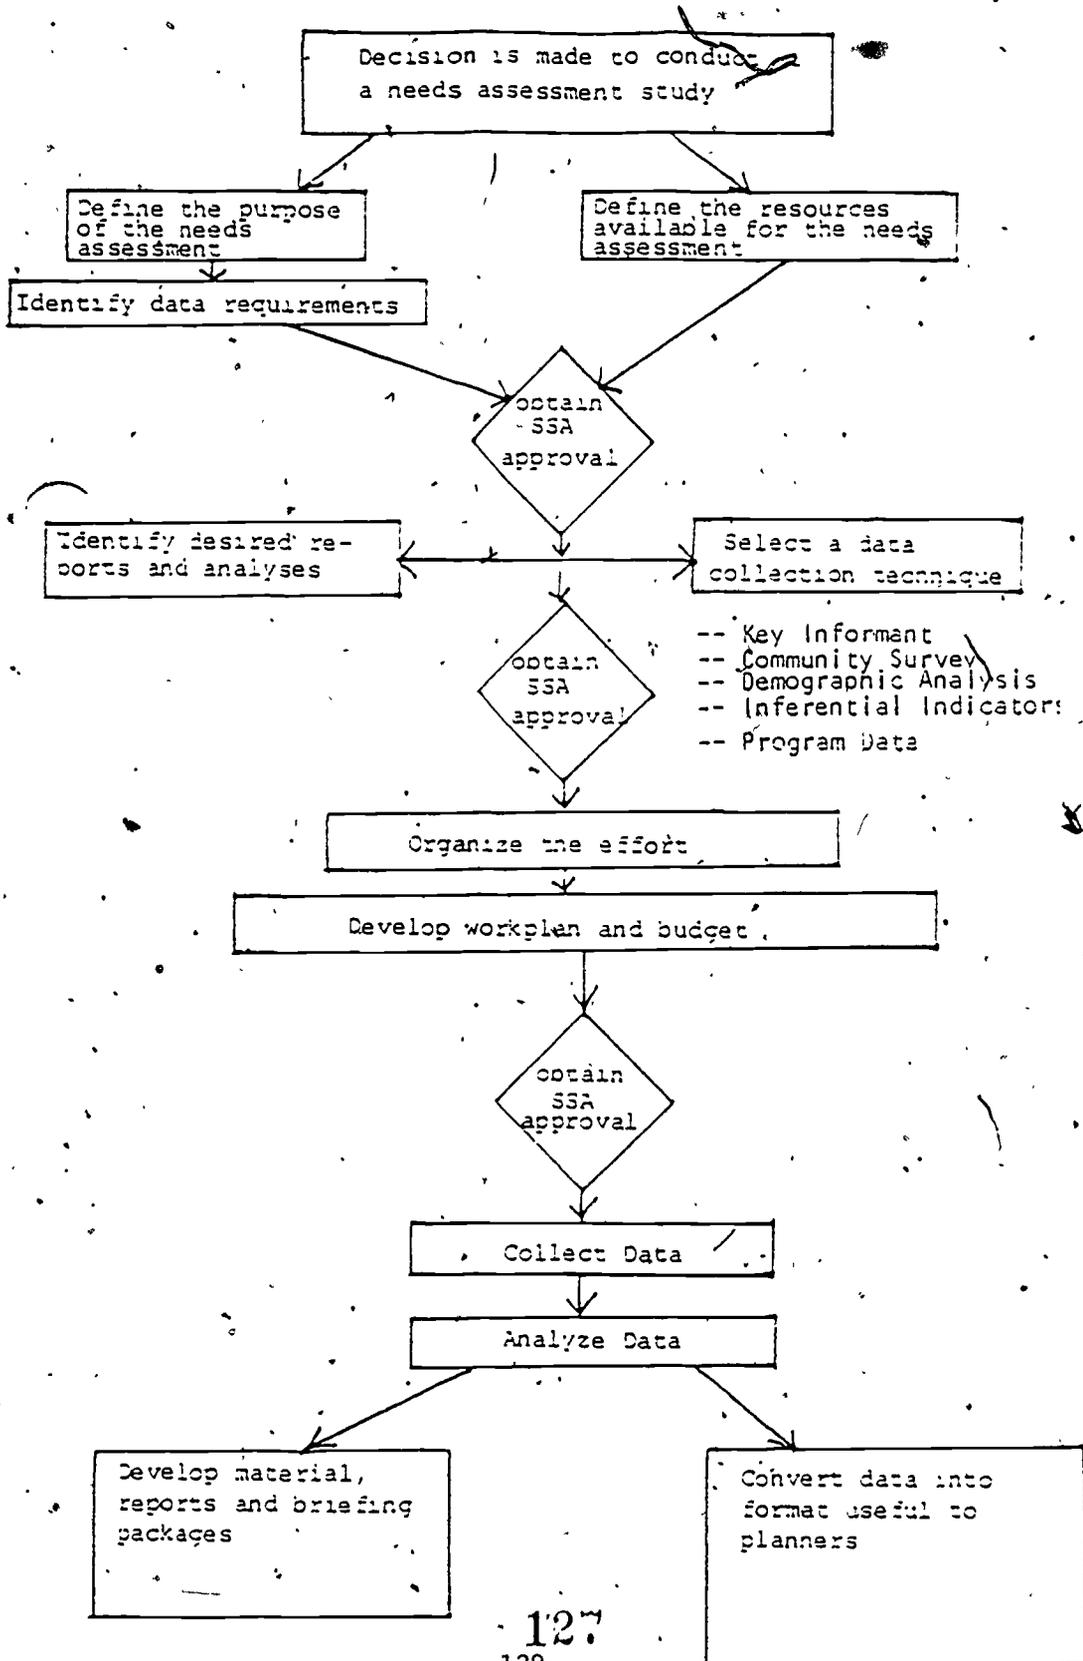 Decision is made to conduct
a needs assessment study
Define the purpose
of the needs
assessment
Define the resources
available for the needs
assessment
Identify data requirements
obtain
SSA
approval
Identify desired re-
ports and analyses
Select a data
collection technique
-- Key Informant
-- Community Survey
-- Demographic Analysis
-- Inferential Indicators
-- Program Data
obtain
SSA
approval
Organize the effort
Develop workplan and budget
obtain
SSA
approval
Collect Data
Analyze Data
Develop material,
reports and briefing
packages
Convert data into
format useful to
planners
127